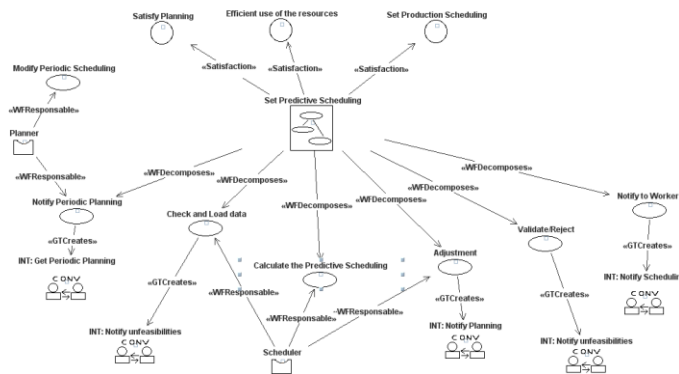 Satisfy Planning
Efficient use of the resources
Set Production Scheduling
Modify Periodic Scheduling
«Satisfaction»
«Satisfaction»
«Satisfaction»
«WFResponsable»
Set Predictive Scheduling
Planner
«WFResponsable»
«WFDecomposes»
«WFDecomposes»
«WFDecomposes»
«WFDecomposes»
«WFDecomposes»
«WFDecomposes»
Notify Periodic Planning
Check and Load data
Notify to Worker
Validate/Reject
«GTCreates»
«GTCreates»
INT: Get Periodic Planning
CONV
Calculate the Predictive Scheduling
Adjustment
INT: Notify Schedulin
CONV
«GTCreates»
«WFResponsable»
«GTCreates»
«GTCreates»
«WFResponsable»
«WFResponsable»
INT: Notify unfeasibilities
CONV
INT: Notify Planning
CONV
INT: Notify unfeasibilities
CONV
Scheduler